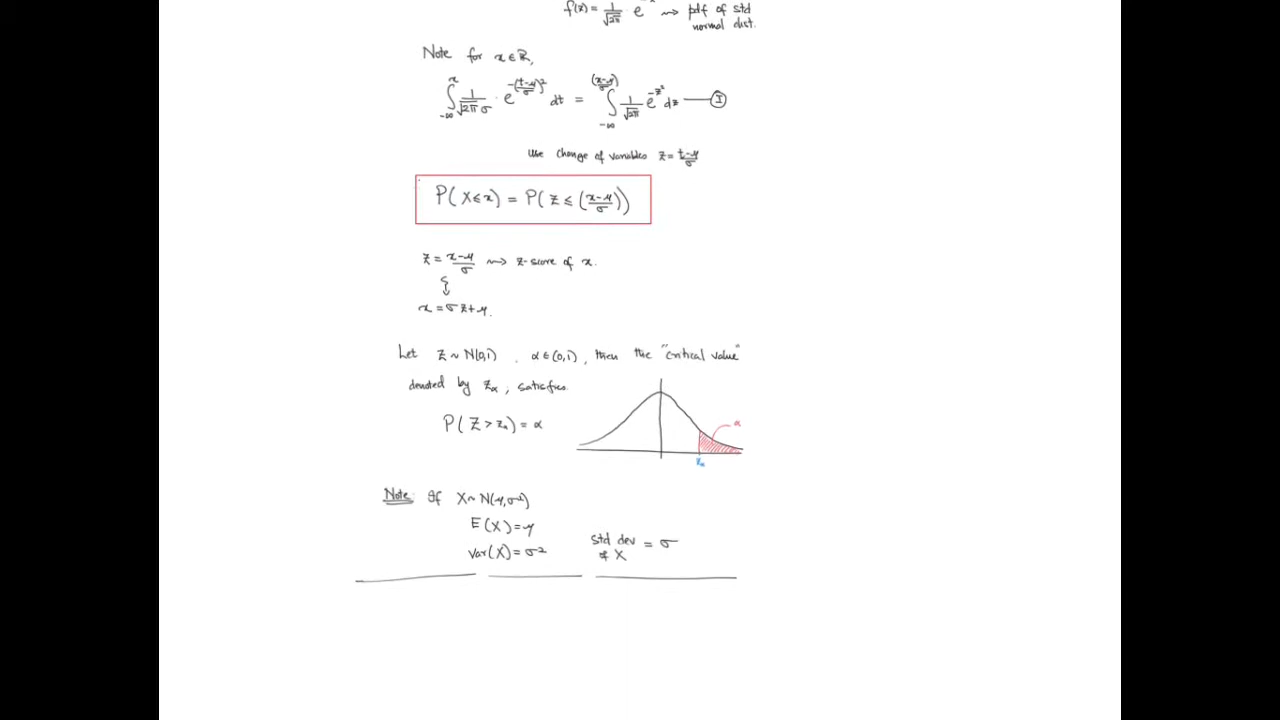 f(z) = 1/√2π · e ⇝ pdf of std
normal dist.
Note for x ∈ ℝ,
∫_{-∞}^{x} 1/(√2π σ) · e^{-((t-μ)/σ)²} dt = ∫_{-∞}^{((x-μ)/σ)} 1/√2π e^{-z²} dz — Ⓘ
Use change of variables z = (t-μ)/σ
P(X ≤ x) = P(Z ≤ ((x-μ)/σ))
z = (x-μ)/σ ⇝ z-score of x.
x = σz+μ.
Let Z ~ N(0,1) . α ∈ (0,1), then the "critical value"
denoted by z_α, satisfies
P(Z > z_α) = α
α
z_α
Note: If X ~ N(μ, σ²)
E(X) = μ
Var(X) = σ²
std dev of X = σ